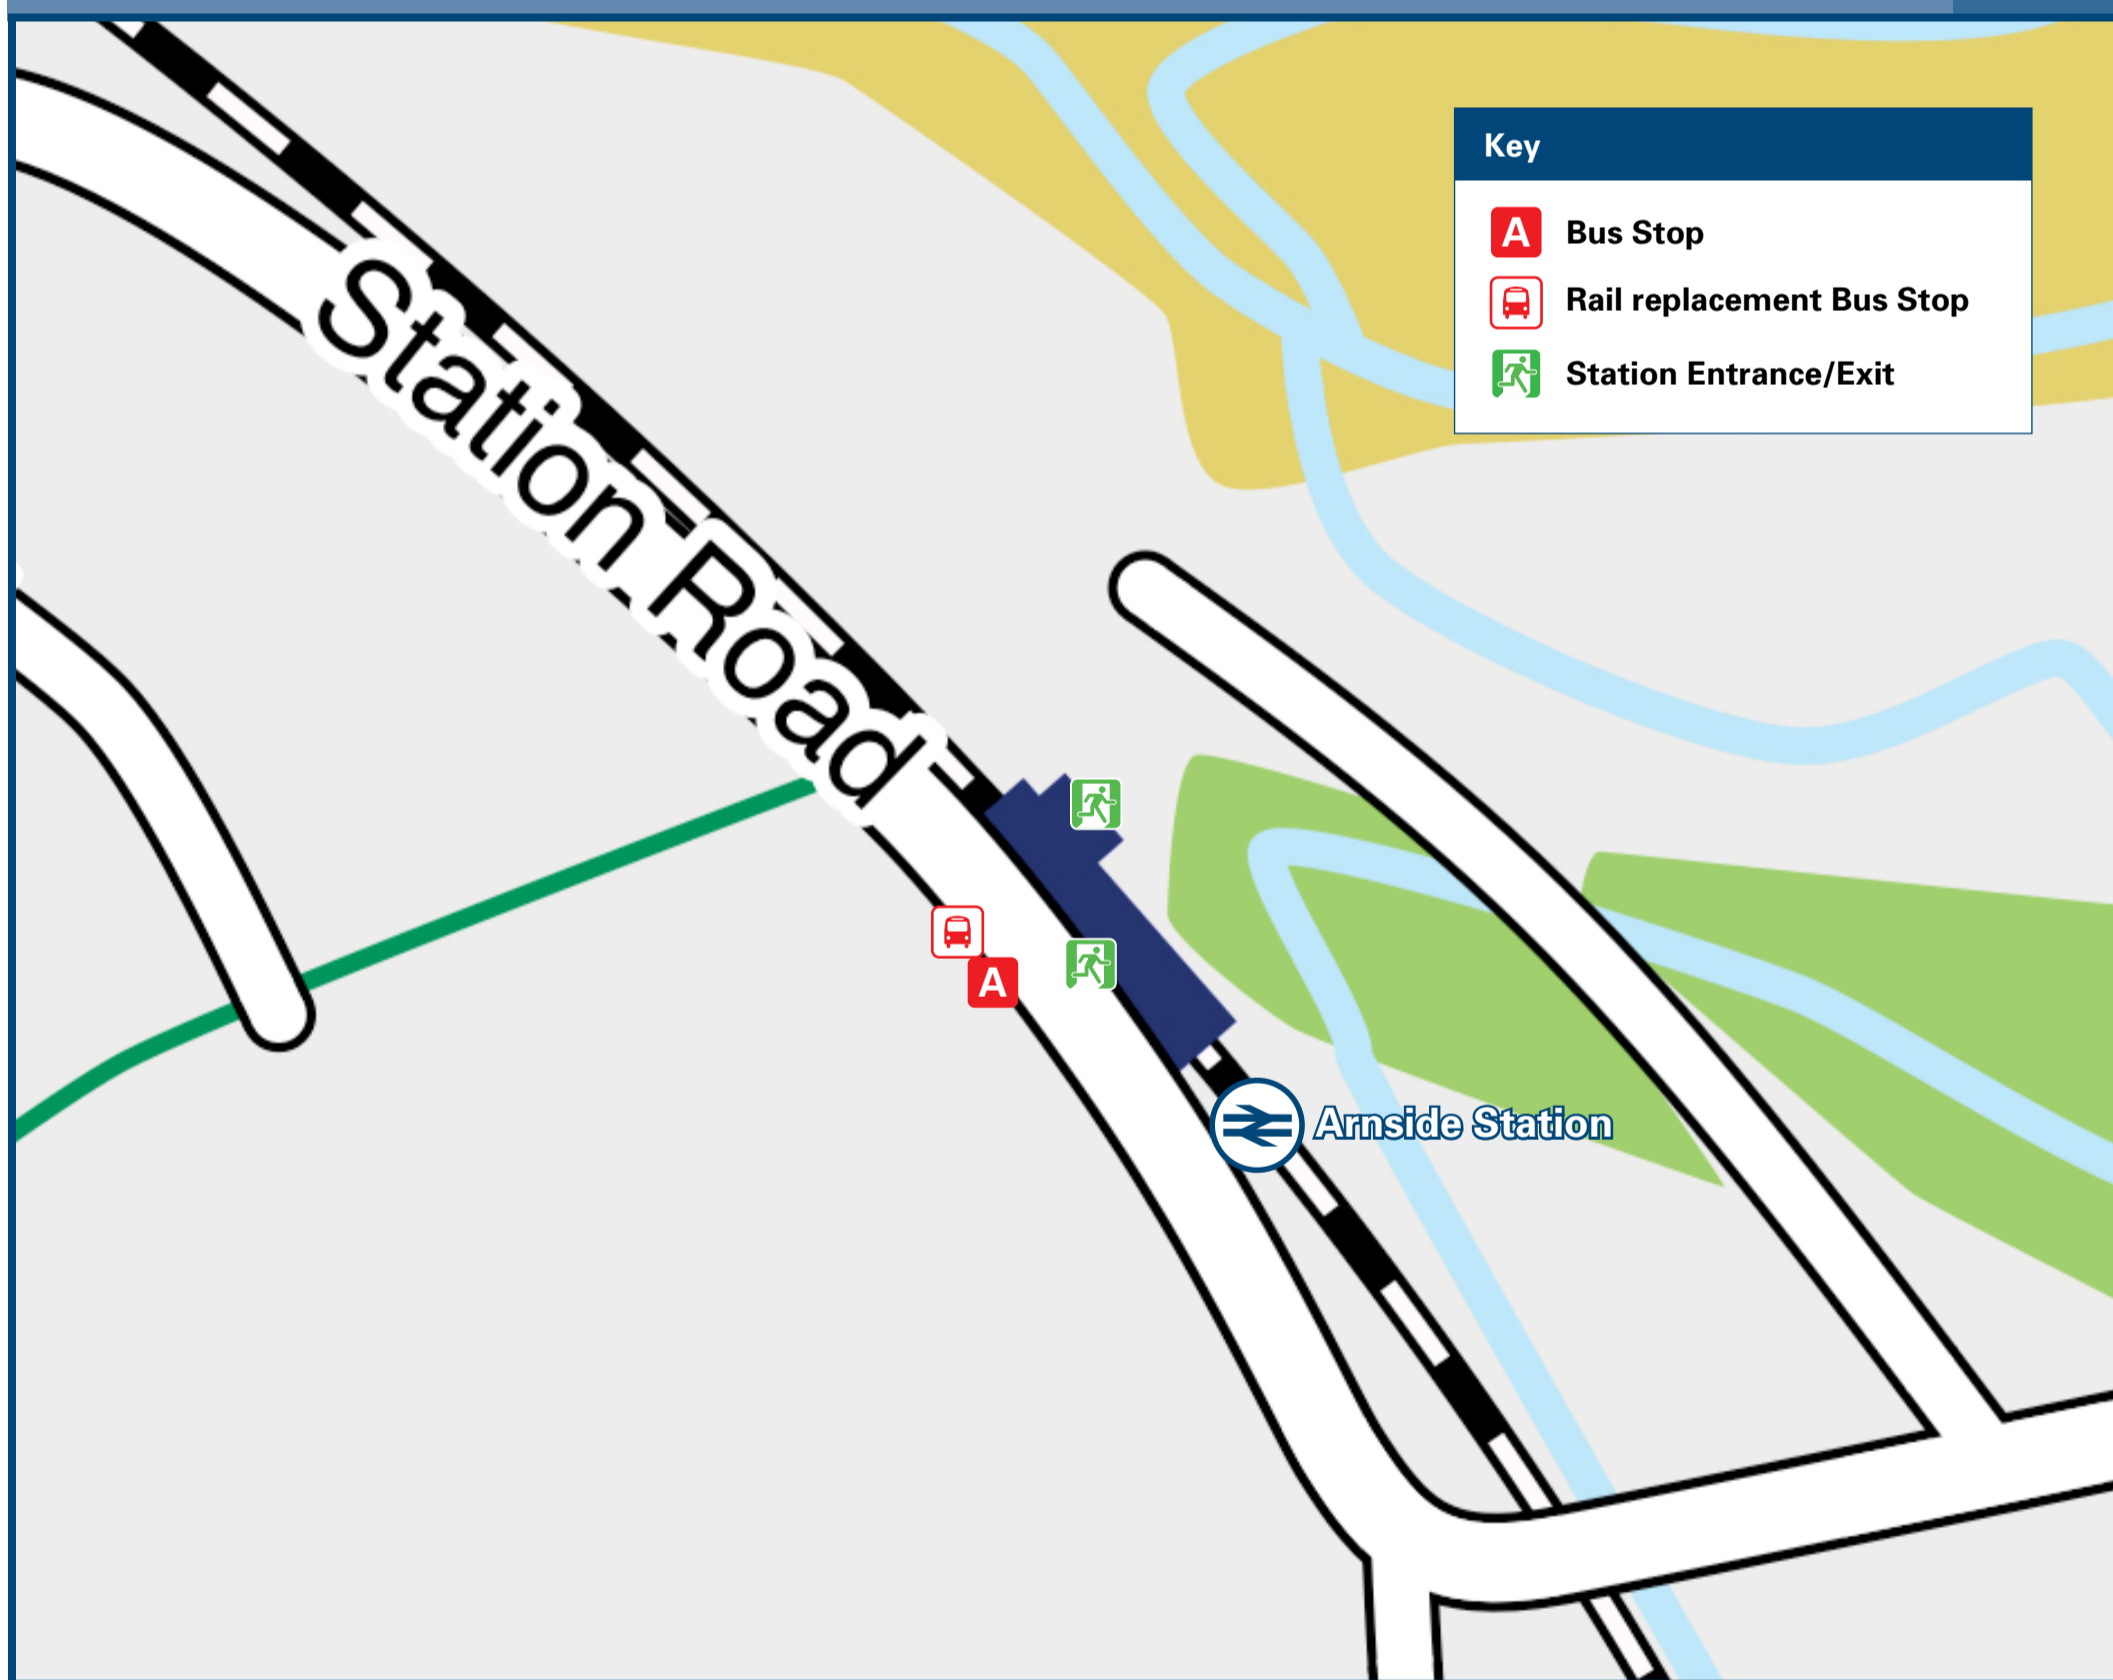 Key
A Bus Stop
Rail replacement Bus Stop
Station Entrance/Exit
Station Road
A
Arnside Station